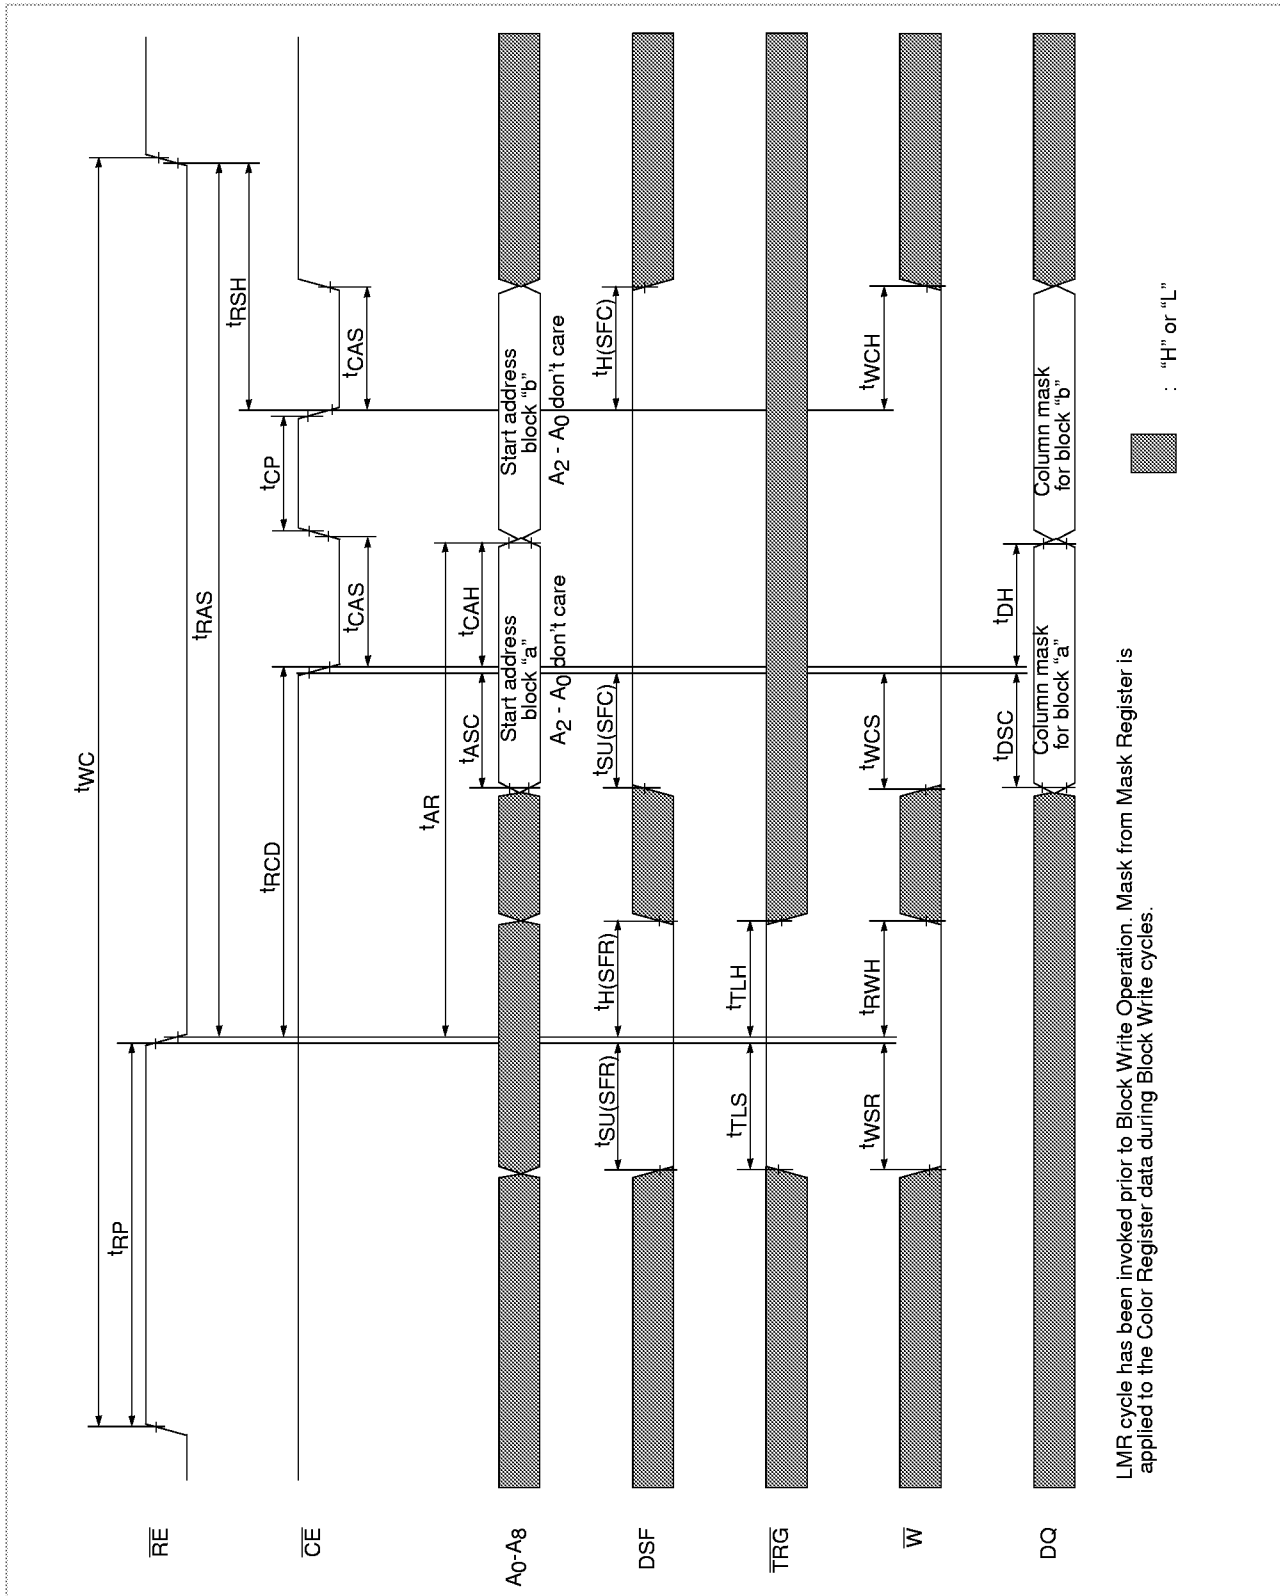 tWC
tRP
tRAS
tRSH
RE
tRCD
tCP
tCAS
tCAS
CE
tAR
tASC
tCAH
A0-A8
Start address
block “a”
Start address
block “b”
A2 - A0 don’t care
A2 - A0 don’t care
tSU(SFR)
tH(SFR)
tSU(SFC)
tH(SFC)
DSF
tTLS
tTLH
TRG
tWSR
tRWH
tWCS
tWCH
W
tDSC
tDH
DQ
Column mask
for block “a”
Column mask
for block “b”
LMR cycle has been invoked prior to Block Write Operation. Mask from Mask Register is
applied to the Color Register data during Block Write cycles.
: “H” or “L”